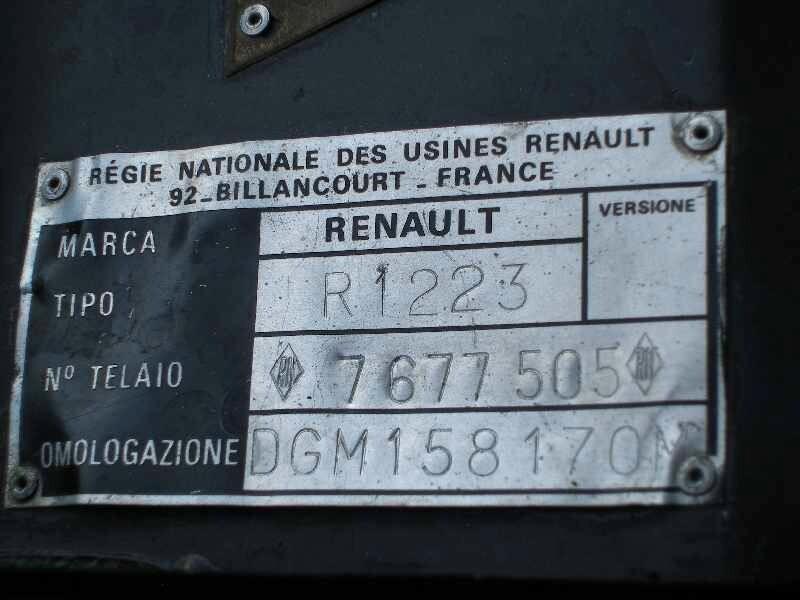 RÉGIE NATIONALE DES USINES RENAULT
92-BILLANCOURT - FRANCE
MARCA RENAULT VERSIONE
TIPO R1223
Nº TELAIO 7677505
OMOLOGAZIONE DGM158170